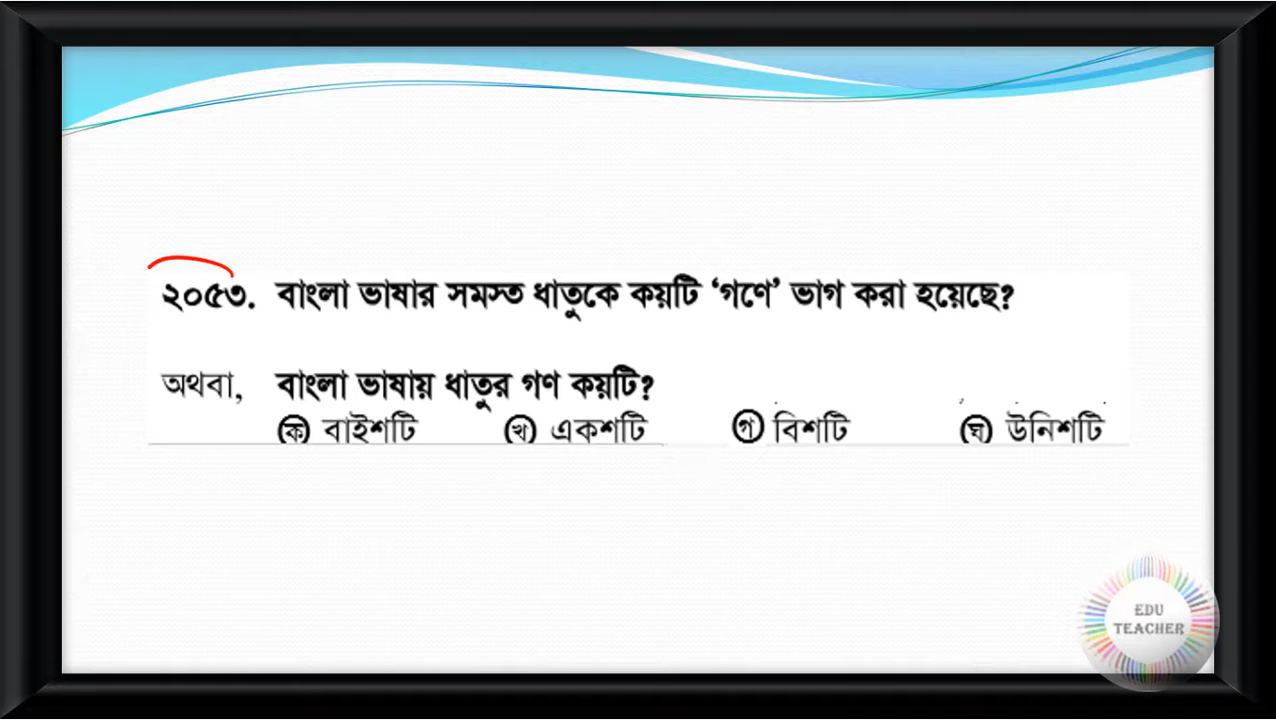 ২০৫৩. বাংলা ভাষার সমস্ত ধাতুকে কয়টি ‘গণে’ ভাগ করা হয়েছে?
অথবা, বাংলা ভাষায় ধাতুর গণ কয়টি?
ক বাইশটি খ একশটি গ বিশটি ঘ উনিশটি
EDU
TEACHER